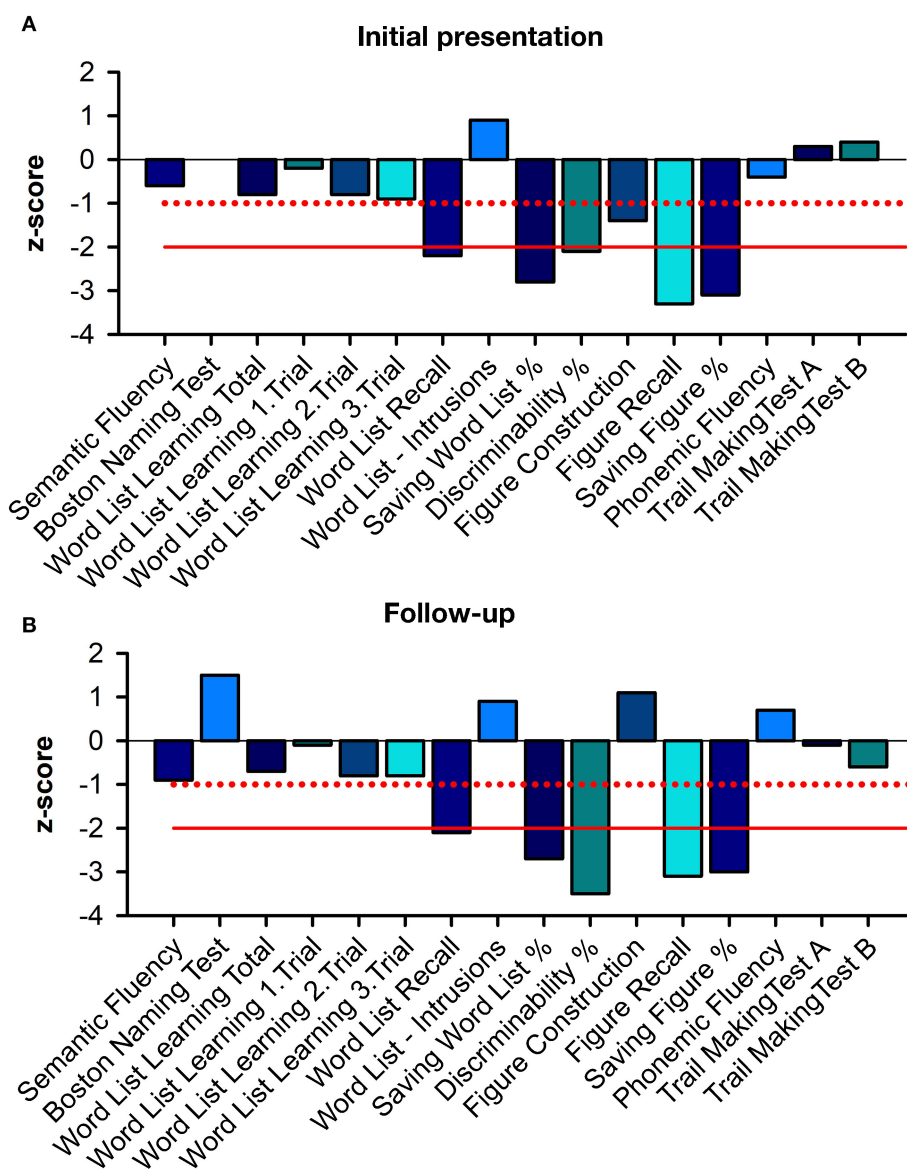 A
Initial presentation
z-score
2
1
0
-1
-2
-3
-4
Semantic Fluency
Boston Naming Test
Word List Learning Total
Word List Learning 1. Trial
Word List Learning 2. Trial
Word List Learning 3. Trial
Word List Recall
Word List - Intrusions
Saving Word List %
Discriminability %
Figure Construction
Figure Recall
Saving Figure %
Phonemic Fluency
Trail MakingTest A
Trail MakingTest B
B
Follow-up
z-score
2
1
0
-1
-2
-3
-4
Semantic Fluency
Boston Naming Test
Word List Learning Total
Word List Learning 1. Trial
Word List Learning 2. Trial
Word List Learning 3. Trial
Word List Recall
Word List - Intrusions
Saving Word List %
Discriminability %
Figure Construction
Figure Recall
Saving Figure %
Phonemic Fluency
Trail MakingTest A
Trail MakingTest B